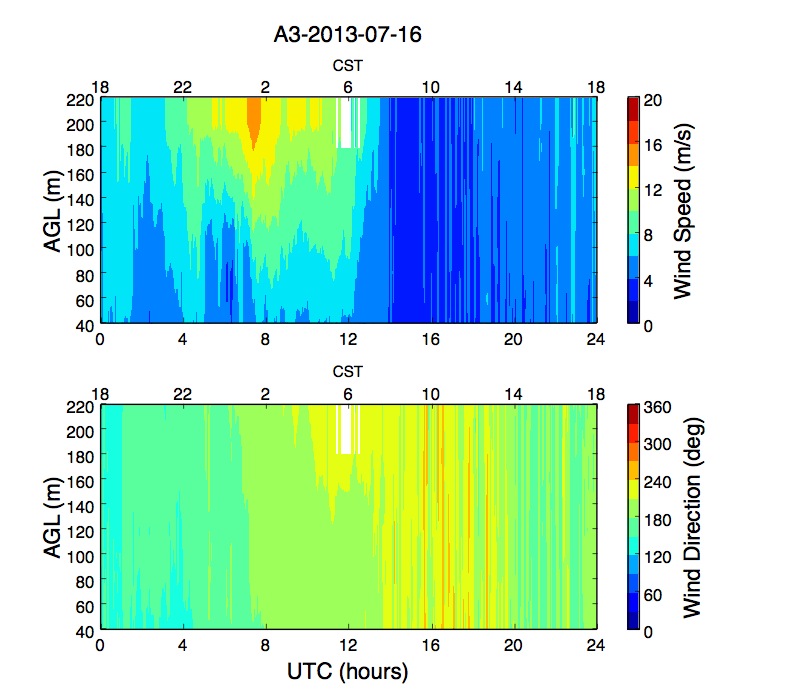 A3-2013-07-16
CST
18 22 2 6 10 14 18
220
200
180
160
140
120
100
80
60
40
AGL (m)
0 4 8 12 16 20 24
20
16
12
8
4
0
Wind Speed (m/s)
CST
18 22 2 6 10 14 18
220
200
180
160
140
120
100
80
60
40
AGL (m)
0 4 8 12 16 20 24
UTC (hours)
360
300
240
180
120
60
0
Wind Direction (deg)